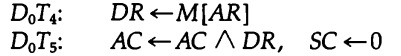 D₀T₄: DR ← M[AR]
D₀T₅: AC ← AC ∧ DR, SC ← 0